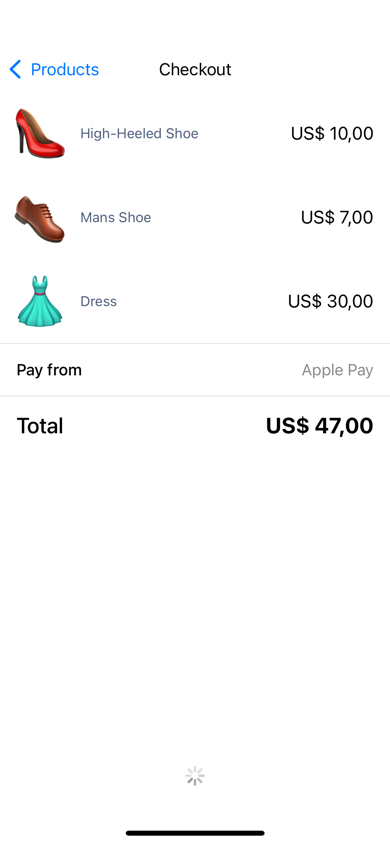 Products
Checkout
High-Heeled Shoe
US$ 10,00
Mans Shoe
US$ 7,00
Dress
US$ 30,00
Pay from
Apple Pay
Total
US$ 47,00